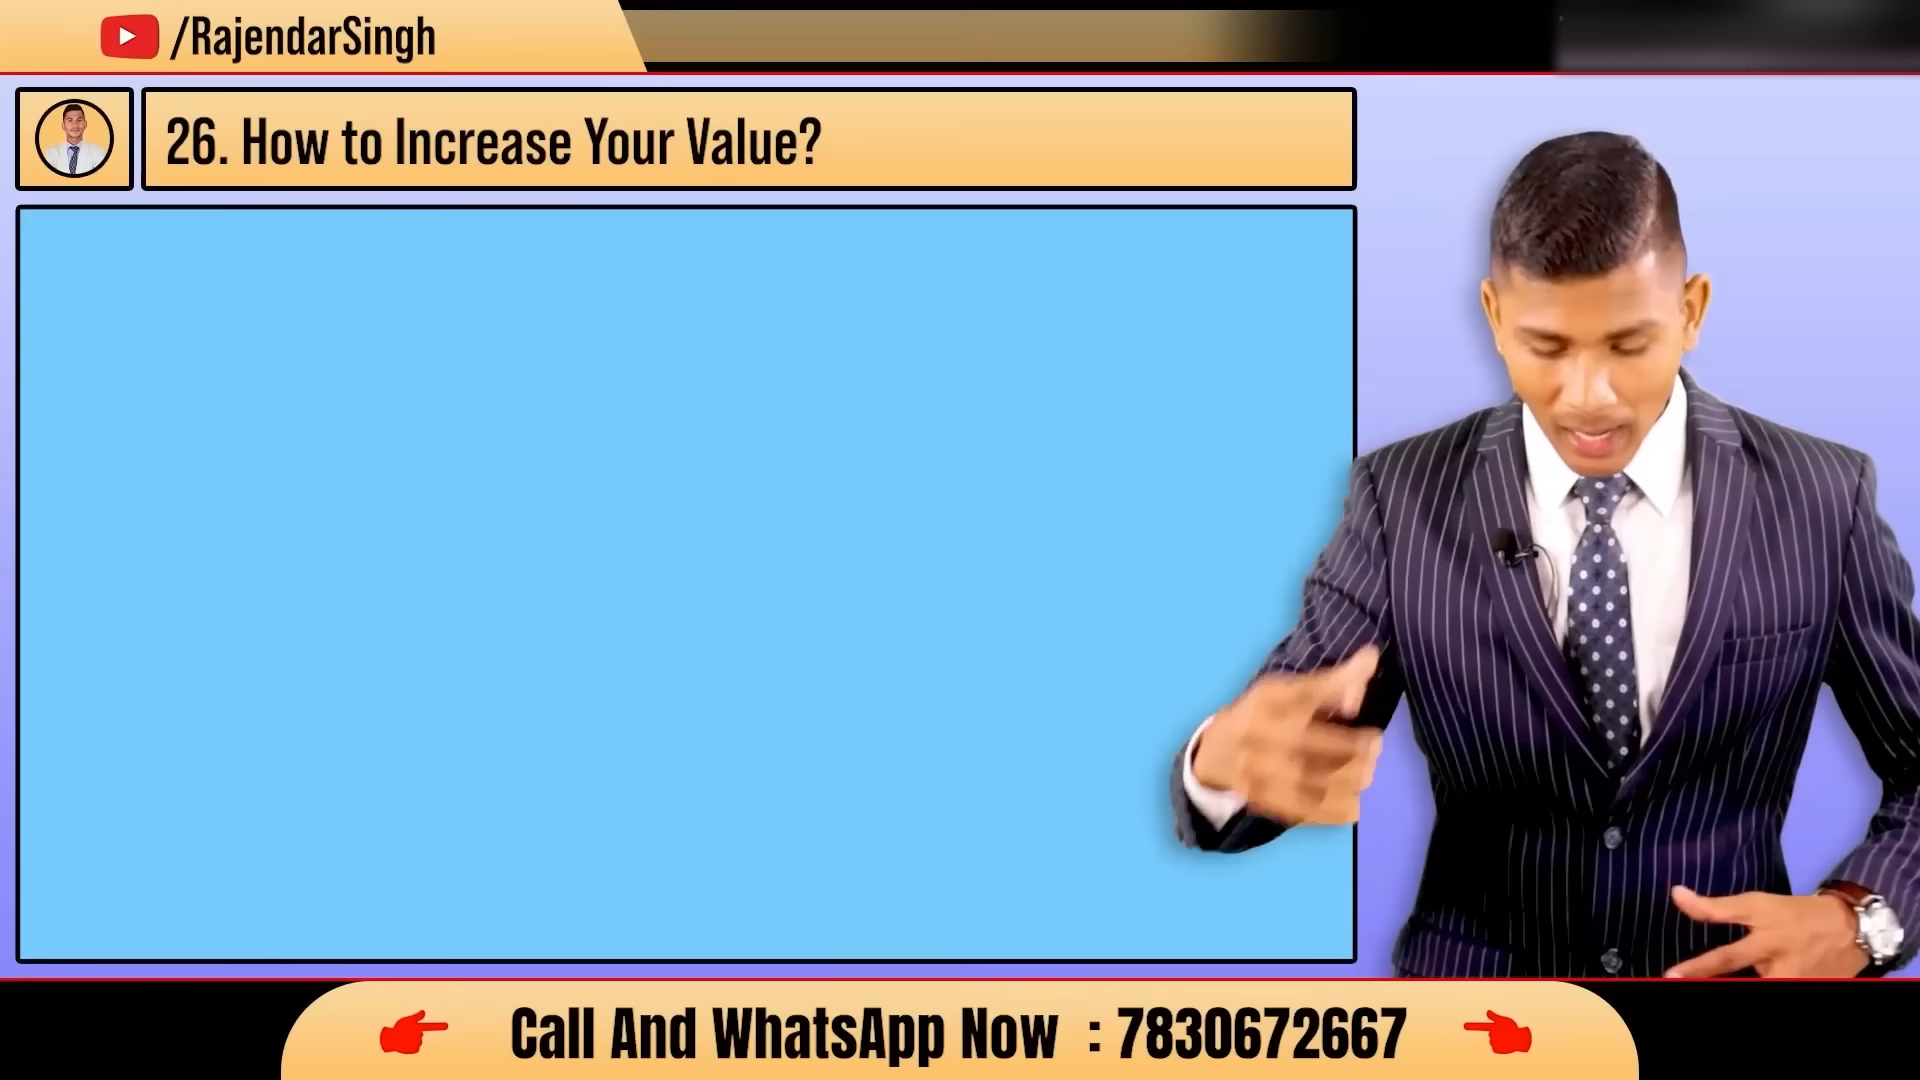 /RajendarSingh
26. How to Increase Your Value?
Call And WhatsApp Now : 7830672667